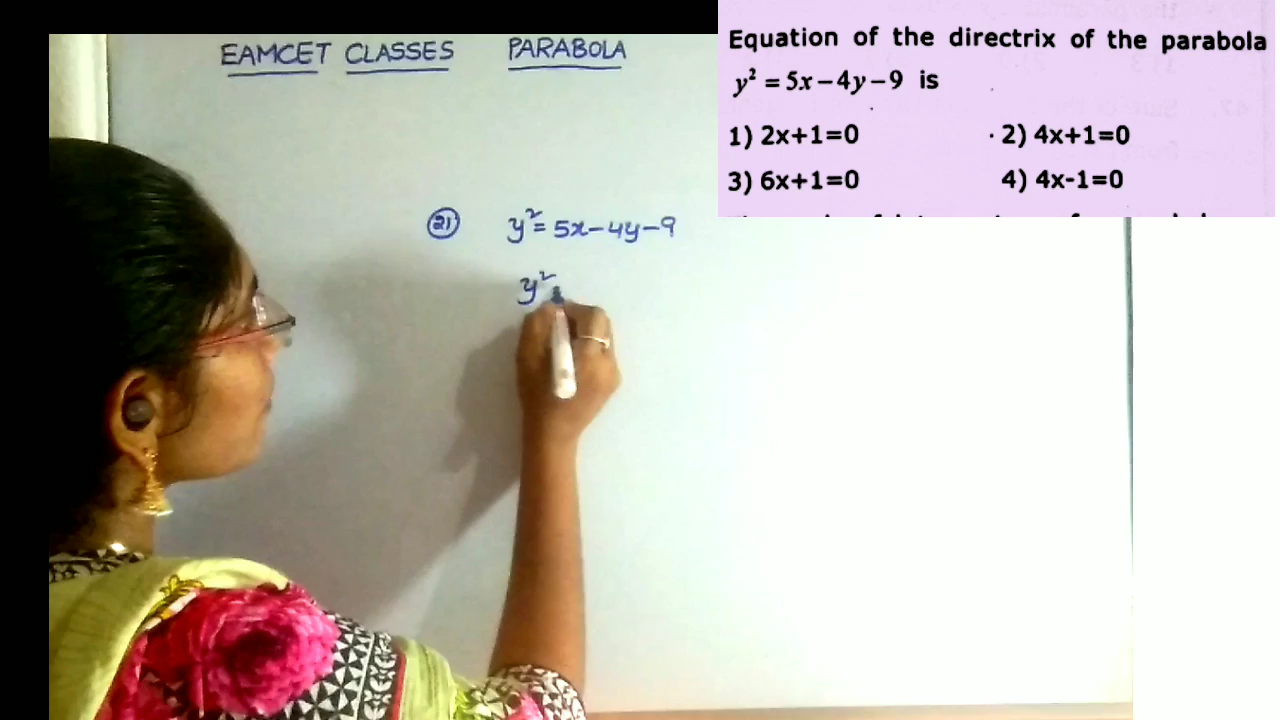 EAMCET CLASSES PARABOLA
Equation of the directrix of the parabola
y² = 5x – 4y – 9 is
1) 2x+1=0 2) 4x+1=0
3) 6x+1=0 4) 4x-1=0
21 y² = 5x – 4y – 9
y²